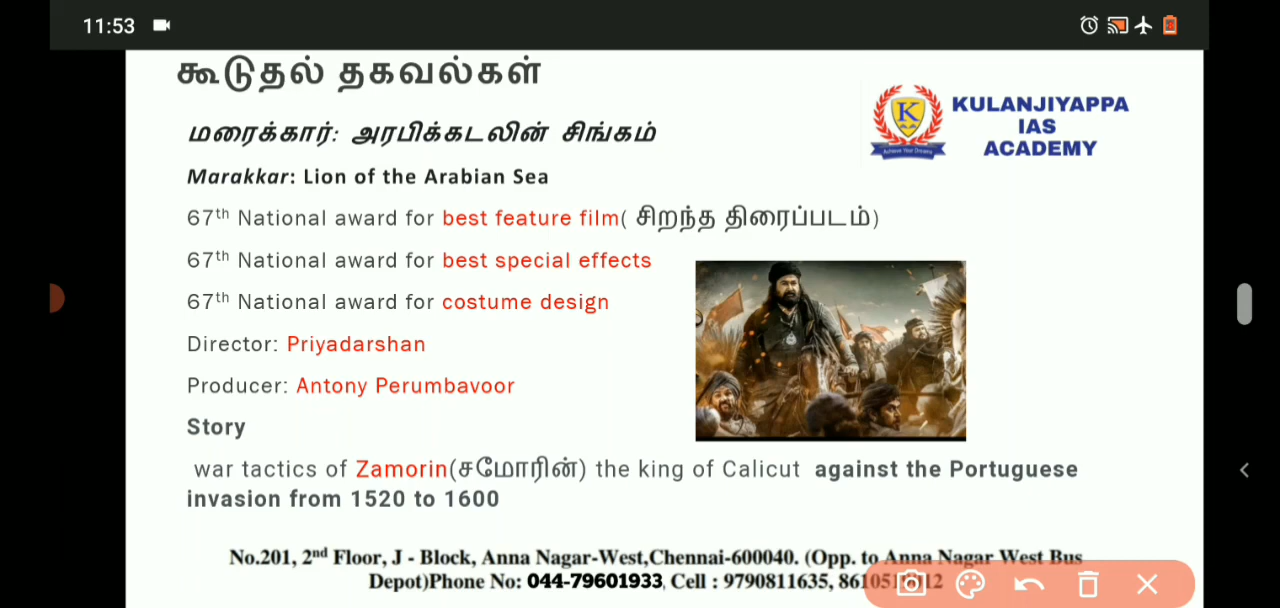 11:53
கூடுதல் தகவல்கள்
K
Achieve Your Dreams
KULANJIYAPPA
IAS
ACADEMY
மரைக்கார்: அரபிக்கடலின் சிங்கம்
Marakkar: Lion of the Arabian Sea
67th National award for best feature film( சிறந்த திரைப்படம்)
67th National award for best special effects
67th National award for costume design
Director: Priyadarshan
Producer: Antony Perumbavoor
Story
war tactics of Zamorin(சமோரின்) the king of Calicut against the Portuguese
invasion from 1520 to 1600
No.201, 2nd Floor, J - Block, Anna Nagar-West,Chennai-600040. (Opp. to Anna Nagar West Bus
Depot)Phone No: 044-79601933, Cell : 9790811635,